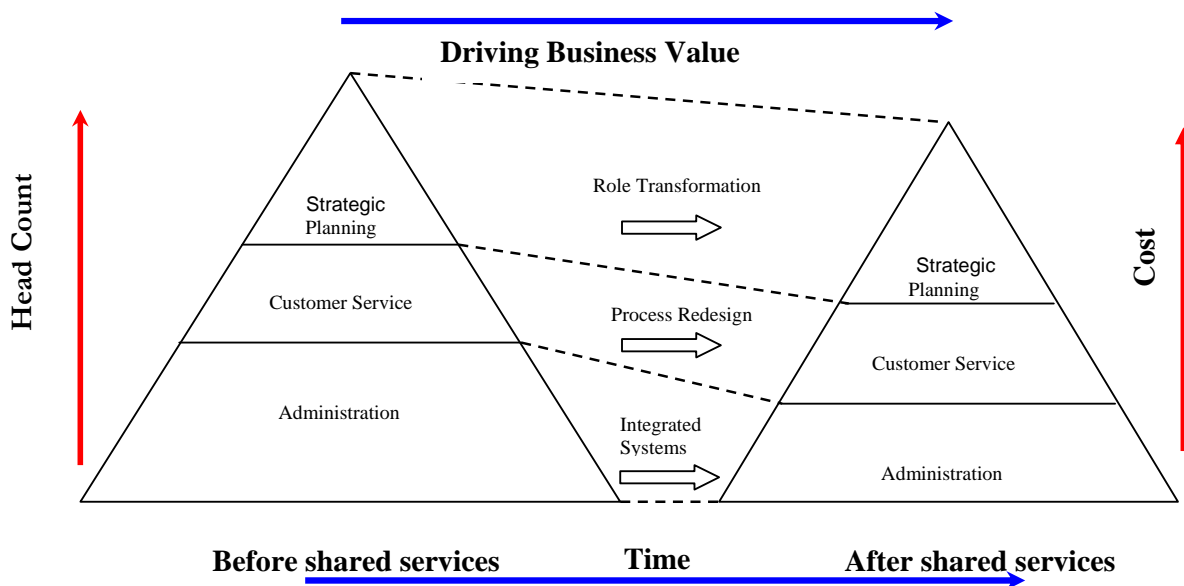 Driving Business Value
Head Count
Strategic
Planning
Customer Service
Administration
Role Transformation
Process Redesign
Integrated
Systems
Strategic
Planning
Customer Service
Administration
Cost
Before shared services
Time
After shared services